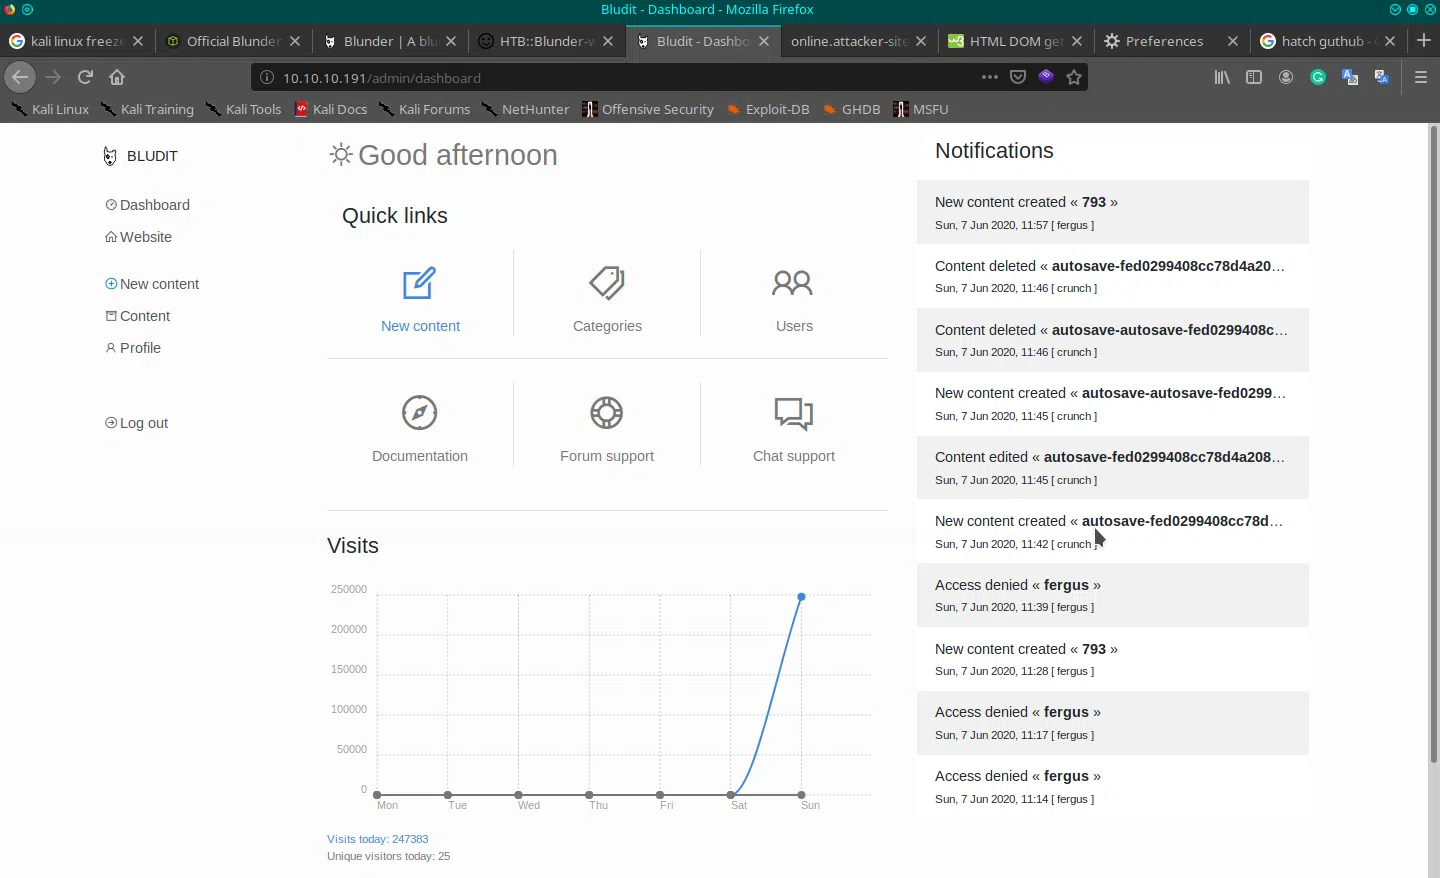 Bludit - Dashboard - Mozilla Firefox
kali linux freeze
Official Blunder
Blunder | A blu
HTB::Blunder-w
Bludit - Dashbo
online.attacker-site
HTML DOM get
Preferences
hatch guthub - G
10.10.10.191/admin/dashboard
Kali Linux
Kali Training
Kali Tools
Kali Docs
Kali Forums
NetHunter
Offensive Security
Exploit-DB
GHDB
MSFU
BLUDIT
Dashboard
Website
New content
Content
Profile
Log out
Good afternoon
Quick links
New content
Categories
Users
Documentation
Forum support
Chat support
Visits
250000
200000
150000
100000
50000
0
Mon Tue Wed Thu Fri Sat Sun
Visits today: 247383
Unique visitors today: 25
Notifications
New content created « 793 »
Sun, 7 Jun 2020, 11:57 [ fergus ]
Content deleted « autosave-fed0299408cc78d4a20…
Sun, 7 Jun 2020, 11:46 [ crunch ]
Content deleted « autosave-autosave-fed0299408c…
Sun, 7 Jun 2020, 11:46 [ crunch ]
New content created « autosave-autosave-fed0299…
Sun, 7 Jun 2020, 11:45 [ crunch ]
Content edited « autosave-fed0299408cc78d4a208…
Sun, 7 Jun 2020, 11:45 [ crunch ]
New content created « autosave-fed0299408cc78d…
Sun, 7 Jun 2020, 11:42 [ crunch ]
Access denied « fergus »
Sun, 7 Jun 2020, 11:39 [ fergus ]
New content created « 793 »
Sun, 7 Jun 2020, 11:28 [ fergus ]
Access denied « fergus »
Sun, 7 Jun 2020, 11:17 [ fergus ]
Access denied « fergus »
Sun, 7 Jun 2020, 11:14 [ fergus ]